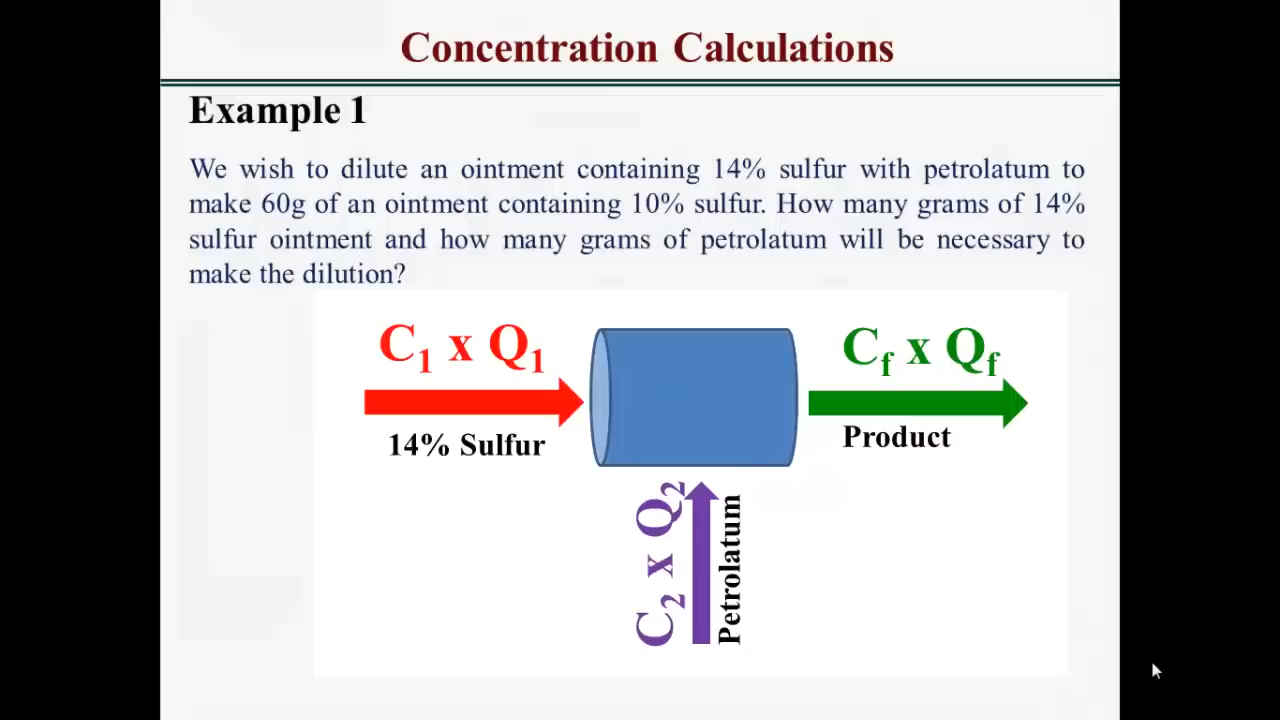 Concentration Calculations
Example 1
We wish to dilute an ointment containing 14% sulfur with petrolatum to
make 60g of an ointment containing 10% sulfur. How many grams of 14%
sulfur ointment and how many grams of petrolatum will be necessary to
make the dilution?
C₁ x Q₁
14% Sulfur
C_f x Q_f
Product
C₂ x Q₂
Petrolatum